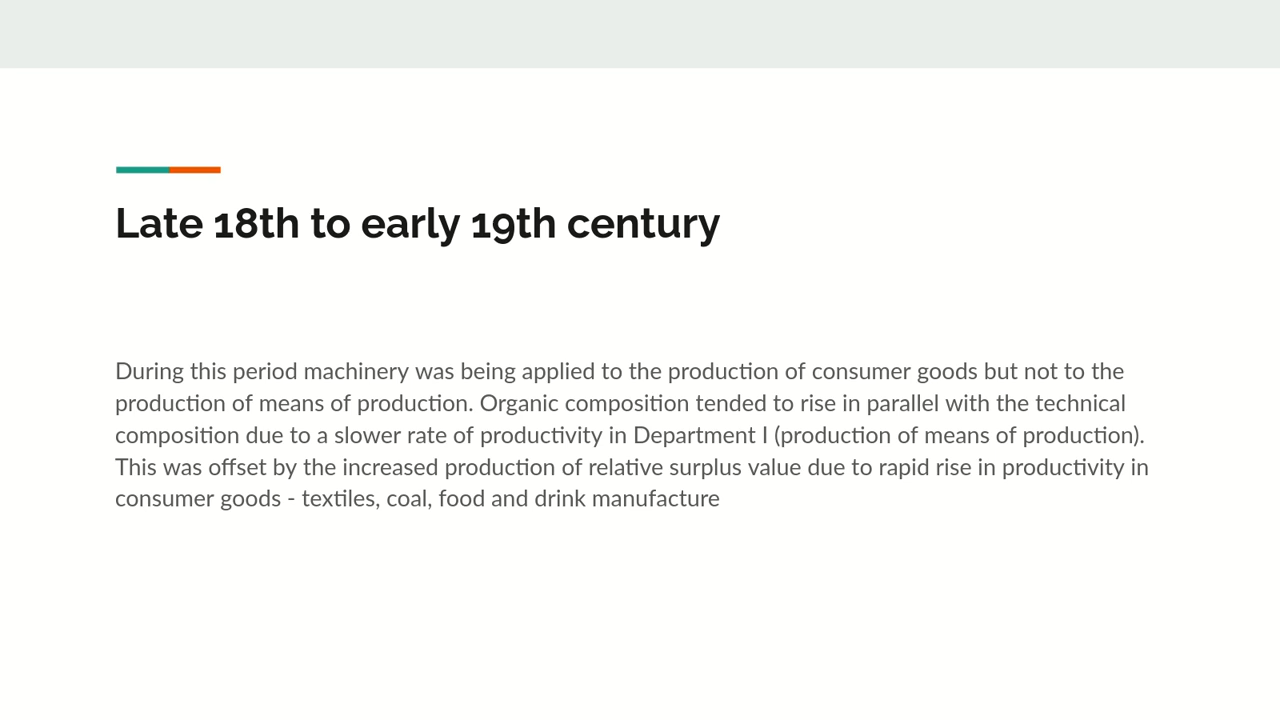 Late 18th to early 19th century
During this period machinery was being applied to the production of consumer goods but not to the
production of means of production. Organic composition tended to rise in parallel with the technical
composition due to a slower rate of productivity in Department I (production of means of production).
This was offset by the increased production of relative surplus value due to rapid rise in productivity in
consumer goods - textiles, coal, food and drink manufacture